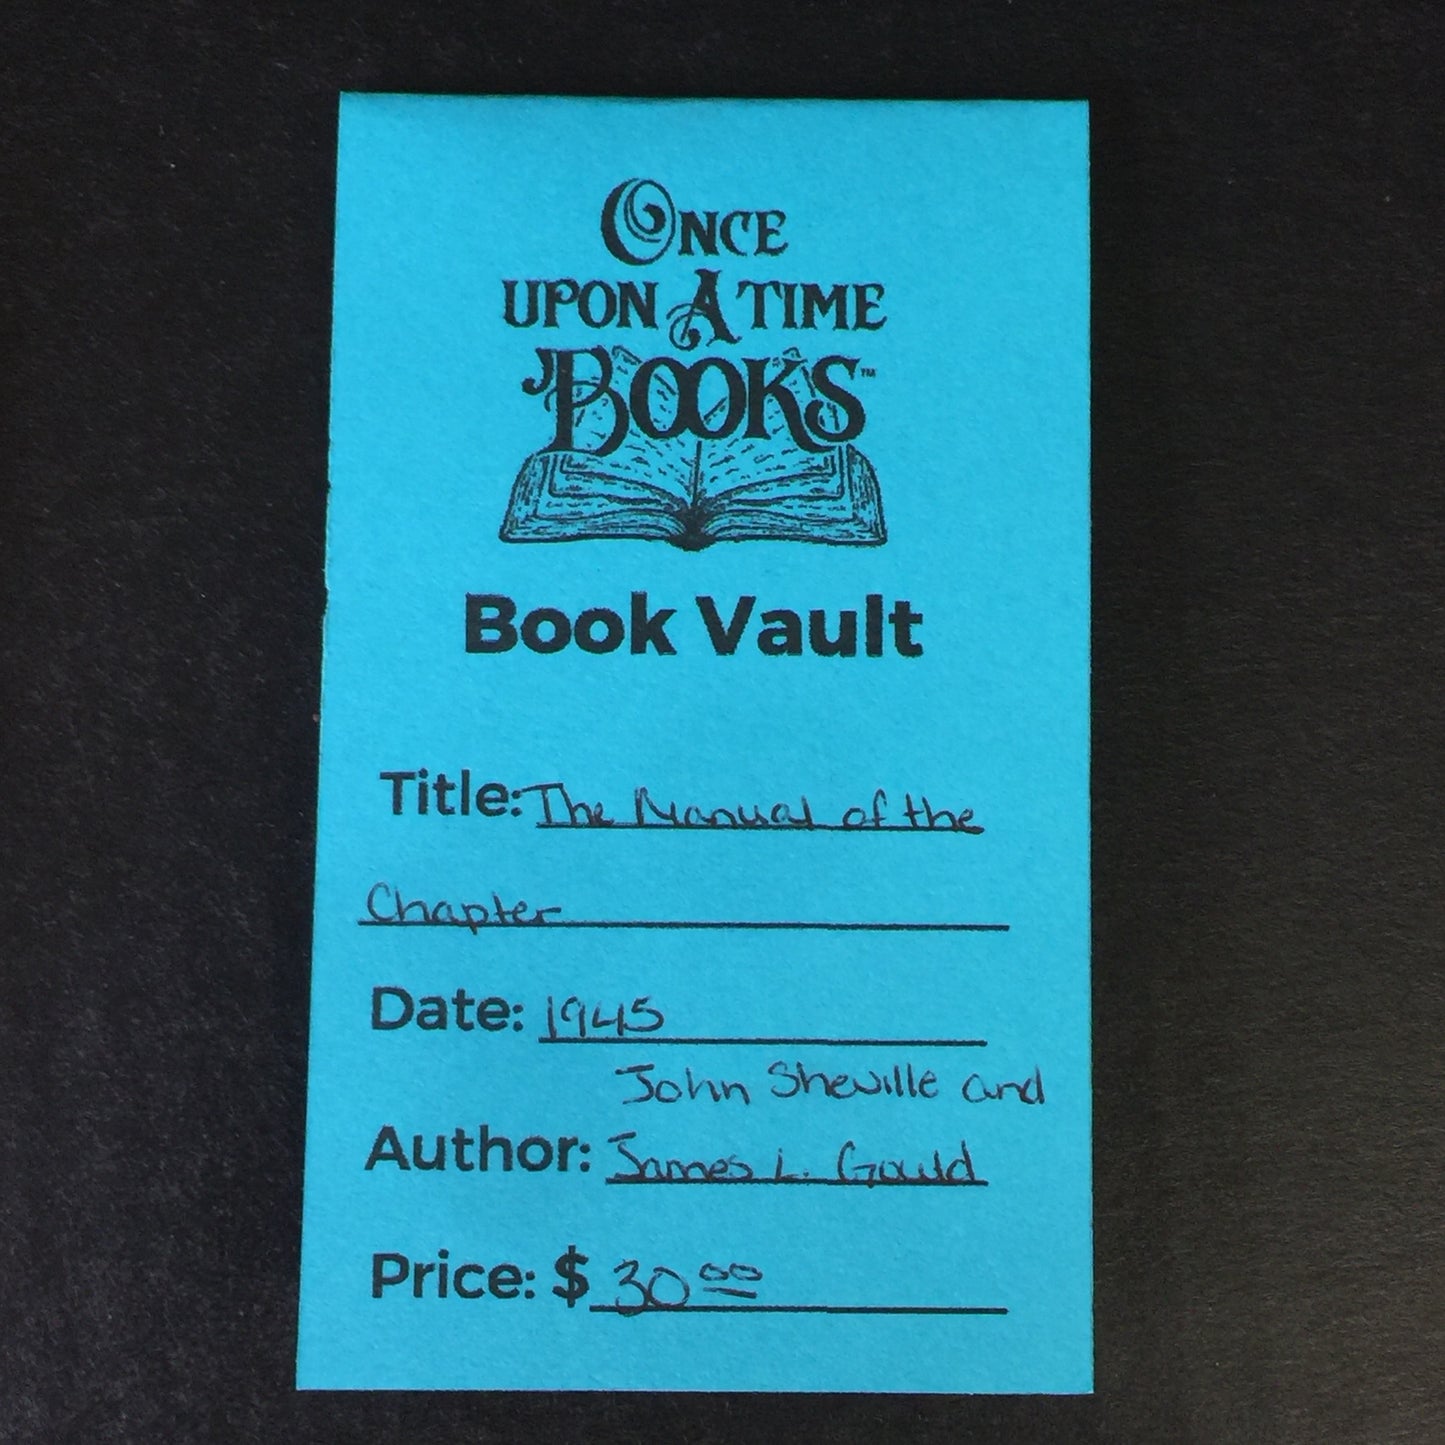 ONCE
UPON A TIME
BOOKS™
Book Vault
Title: The Manual of the
Chapter
Date: 1945
John Sheville and
Author: James L. Gould
Price: $ 30 00